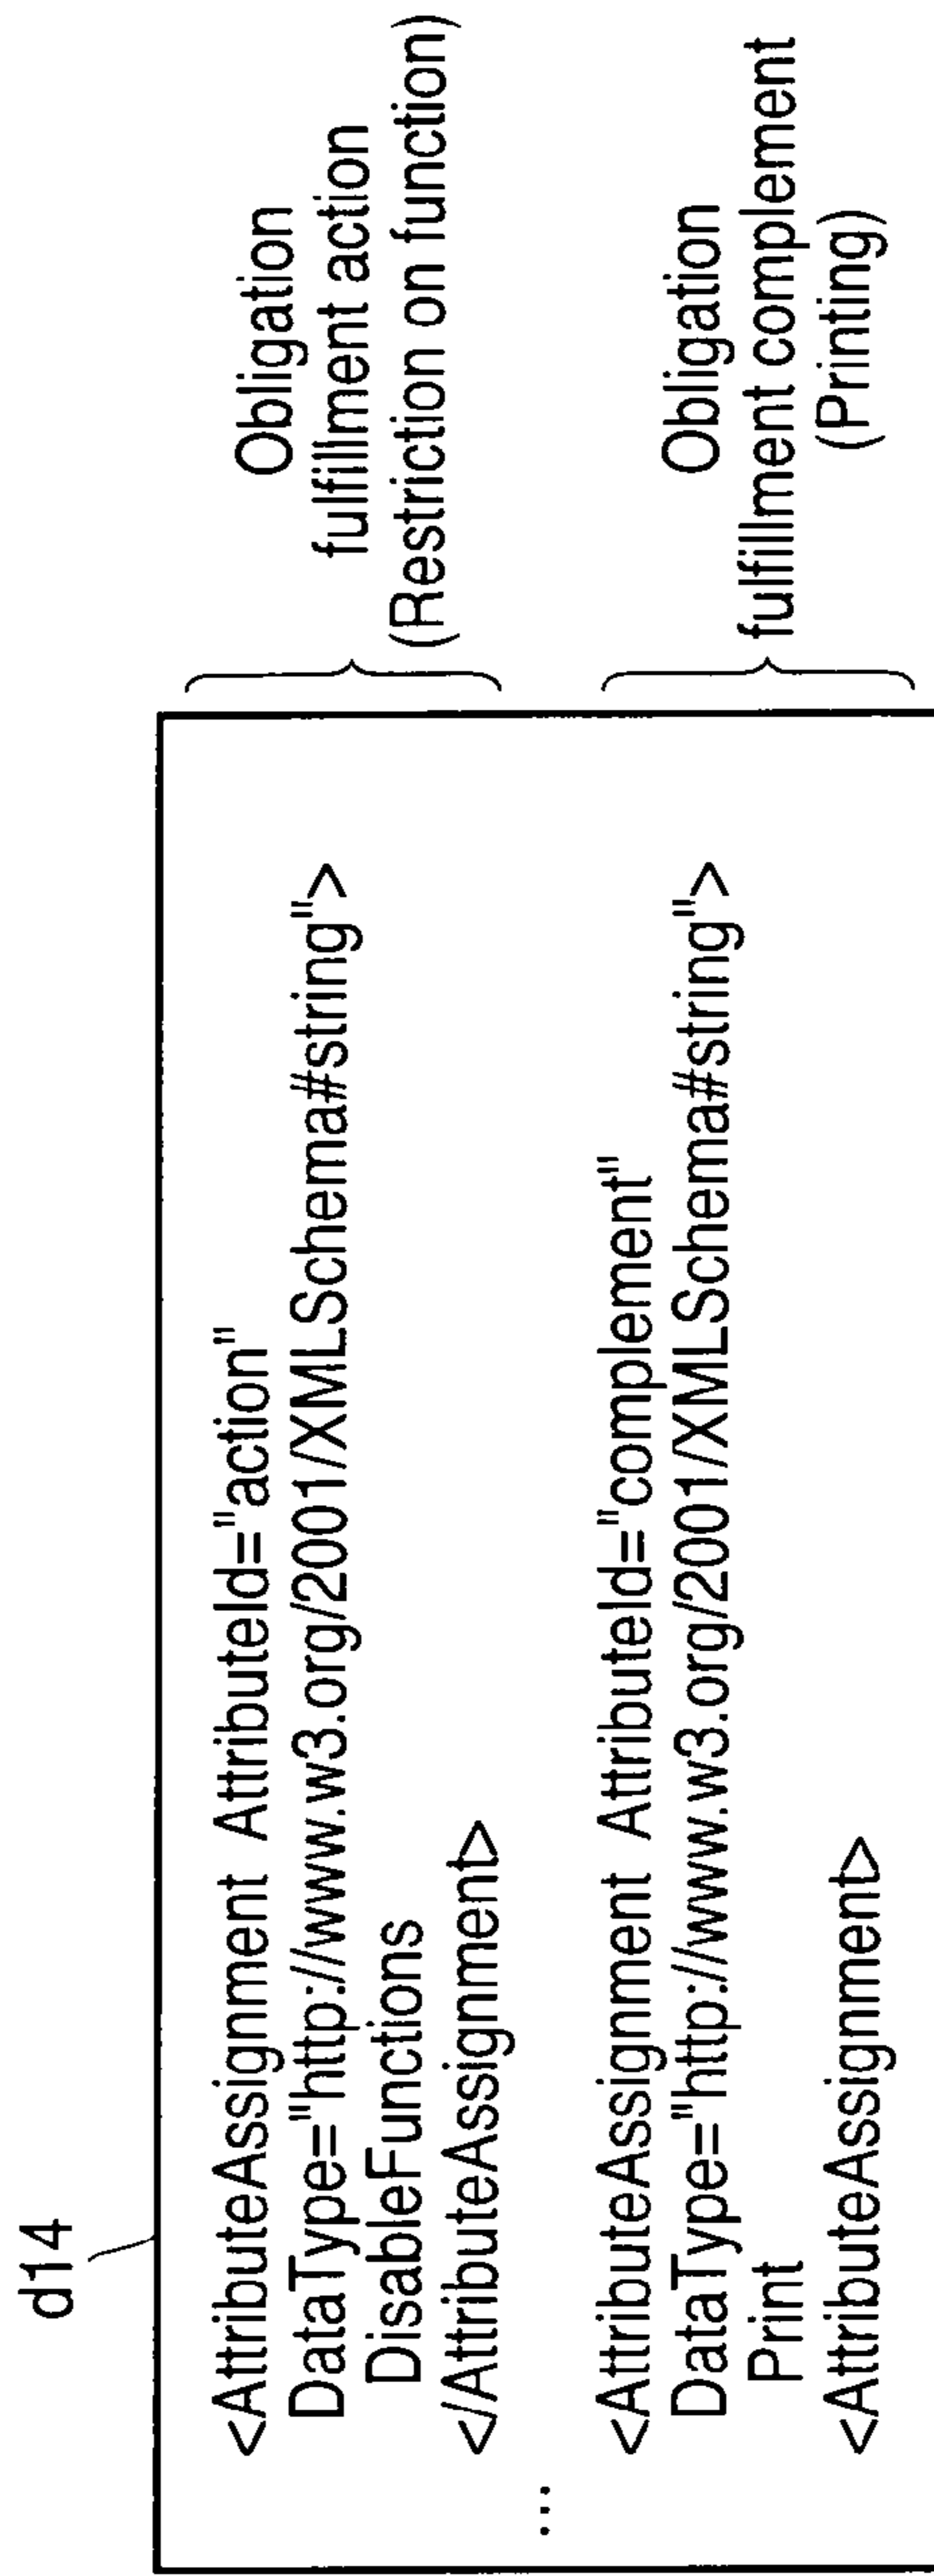 d14
<AttributeAssignment AttributeId="action"
DataType="http://www.w3.org/2001/XMLSchema#string">
DisableFunctions
</AttributeAssignment>
...
<AttributeAssignment AttributeId="complement"
DataType="http://www.w3.org/2001/XMLSchema#string">
Print
<AttributeAssignment>
Obligation
fulfillment action
(Restriction on function)
Obligation
fulfillment complement
(Printing)